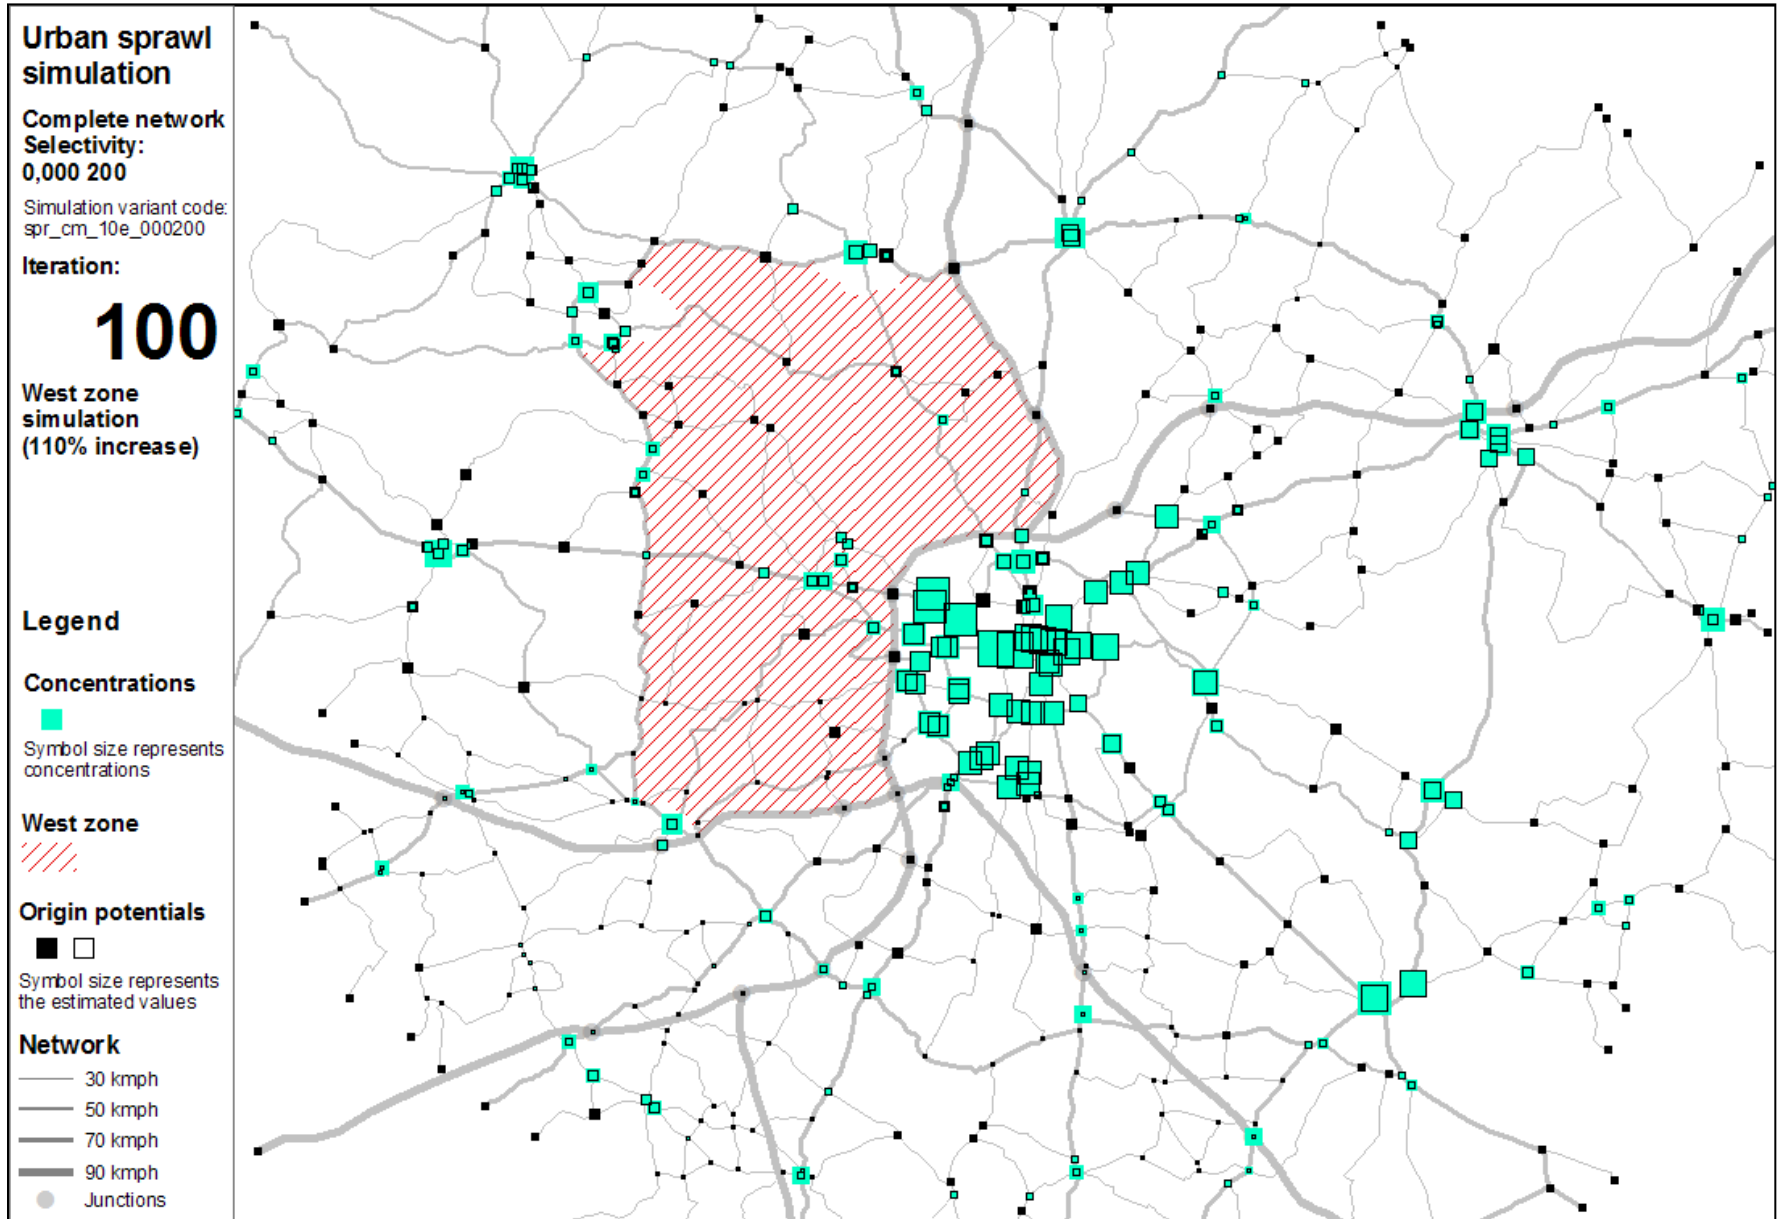 Urban sprawl
simulation
Complete network
Selectivity:
0,000 200
Simulation variant code:
spr_cm_10e_000200
Iteration:
100
West zone
simulation
(110% increase)
Legend
Concentrations
Symbol size represents
concentrations
West zone
Origin potentials
Symbol size represents
the estimated values
Network
30 kmph
50 kmph
70 kmph
90 kmph
Junctions